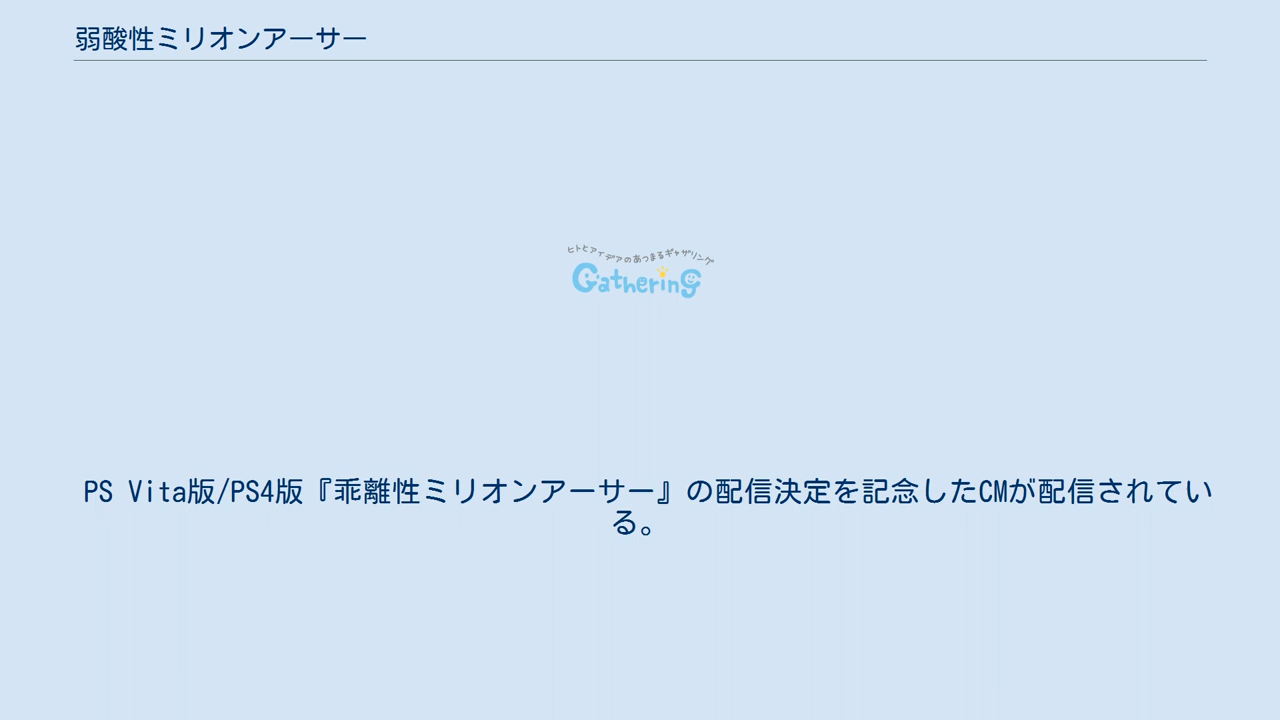 弱酸性ミリオンアーサー
ヒトとアイデアのあつまるギャザリング
Gathering
PS Vita版/PS4版『乖離性ミリオンアーサー』の配信決定を記念したCMが配信されてい
る。